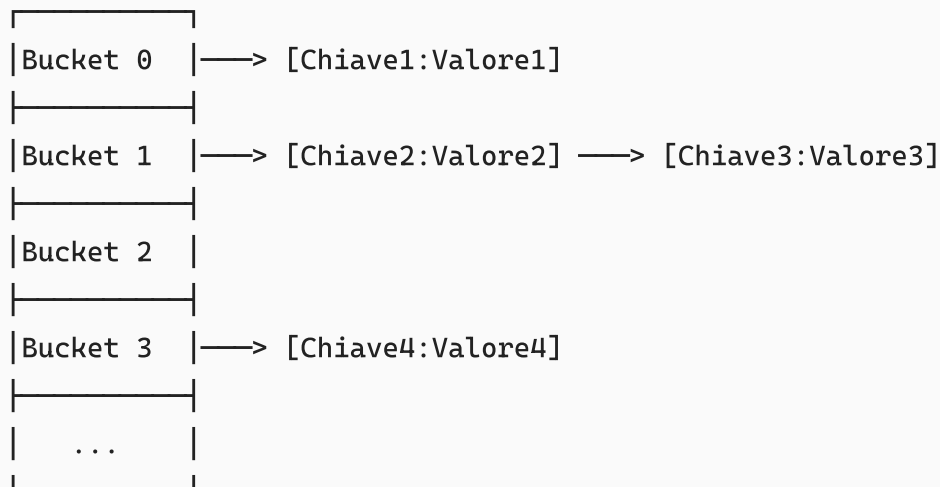 Bucket 0 ———> [Chiave1:Valore1]
Bucket 1 ———> [Chiave2:Valore2] ———> [Chiave3:Valore3]
Bucket 2
Bucket 3 ———> [Chiave4:Valore4]
...